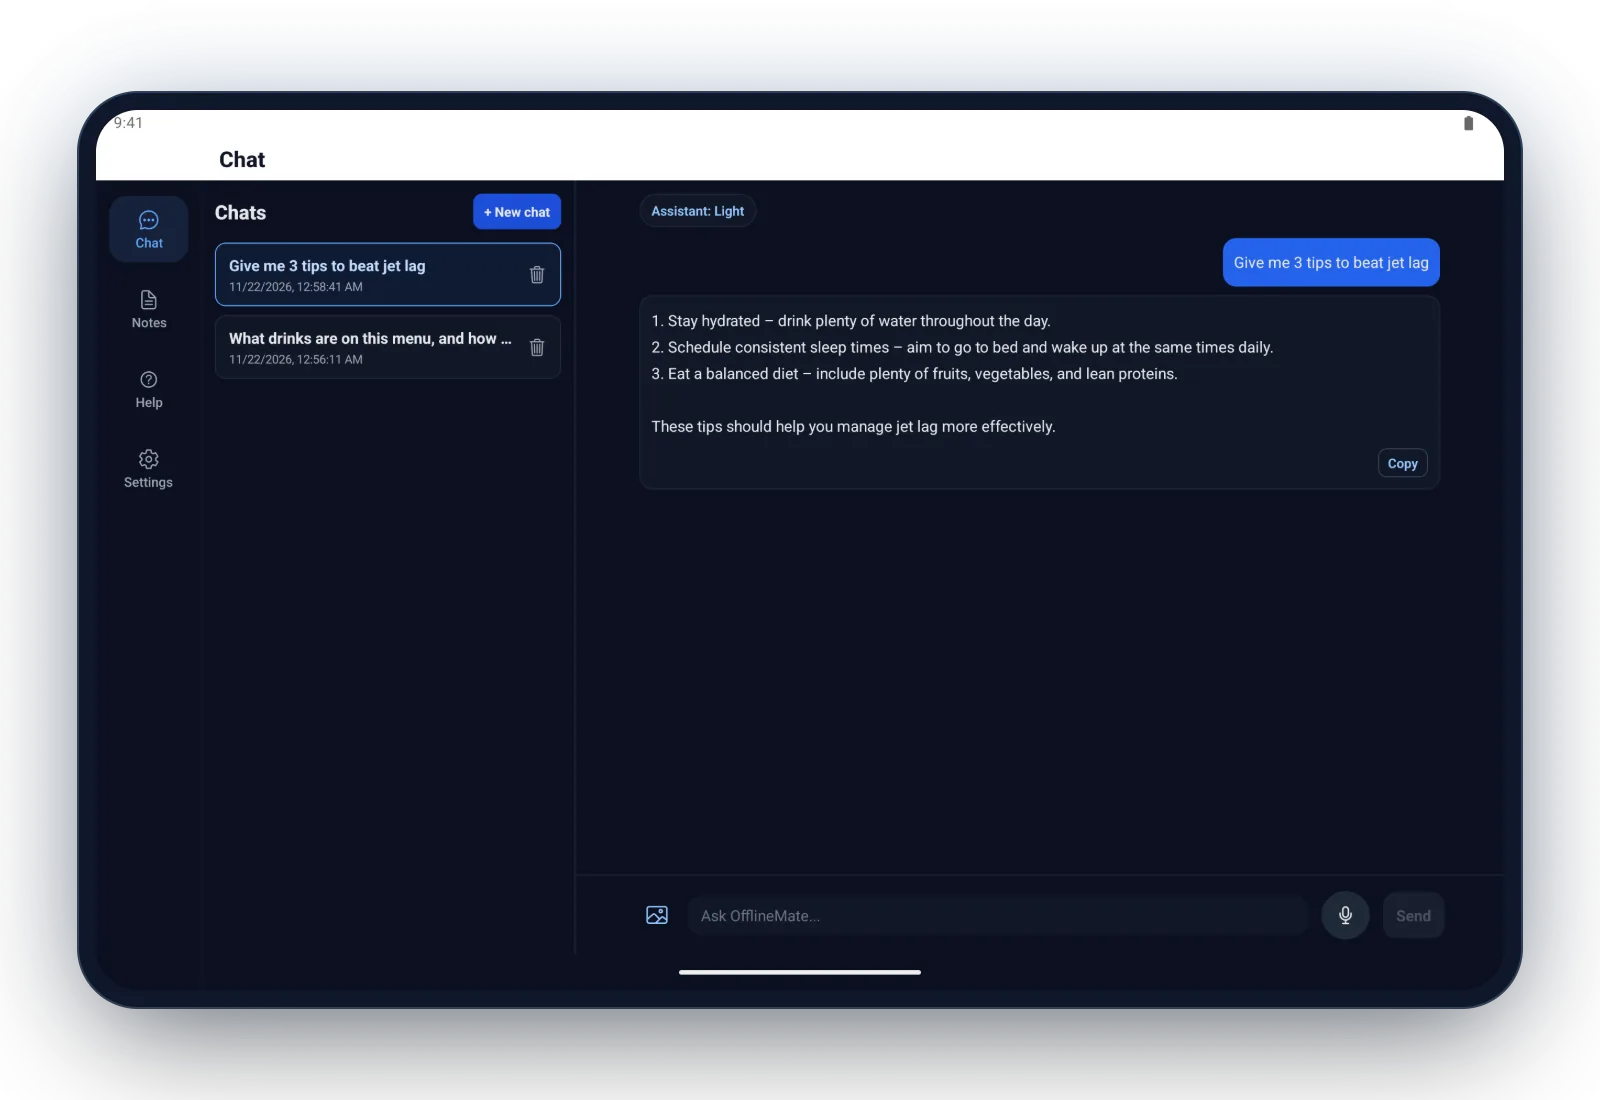 9:41
Chat
Chat
Notes
Help
Settings
Chats
+ New chat
Give me 3 tips to beat jet lag
11/22/2026, 12:58:41 AM
What drinks are on this menu, and how ...
11/22/2026, 12:56:11 AM
Assistant: Light
Give me 3 tips to beat jet lag
1. Stay hydrated – drink plenty of water throughout the day.
2. Schedule consistent sleep times – aim to go to bed and wake up at the same times daily.
3. Eat a balanced diet – include plenty of fruits, vegetables, and lean proteins.
These tips should help you manage jet lag more effectively.
Copy
Ask OfflineMate...
Send